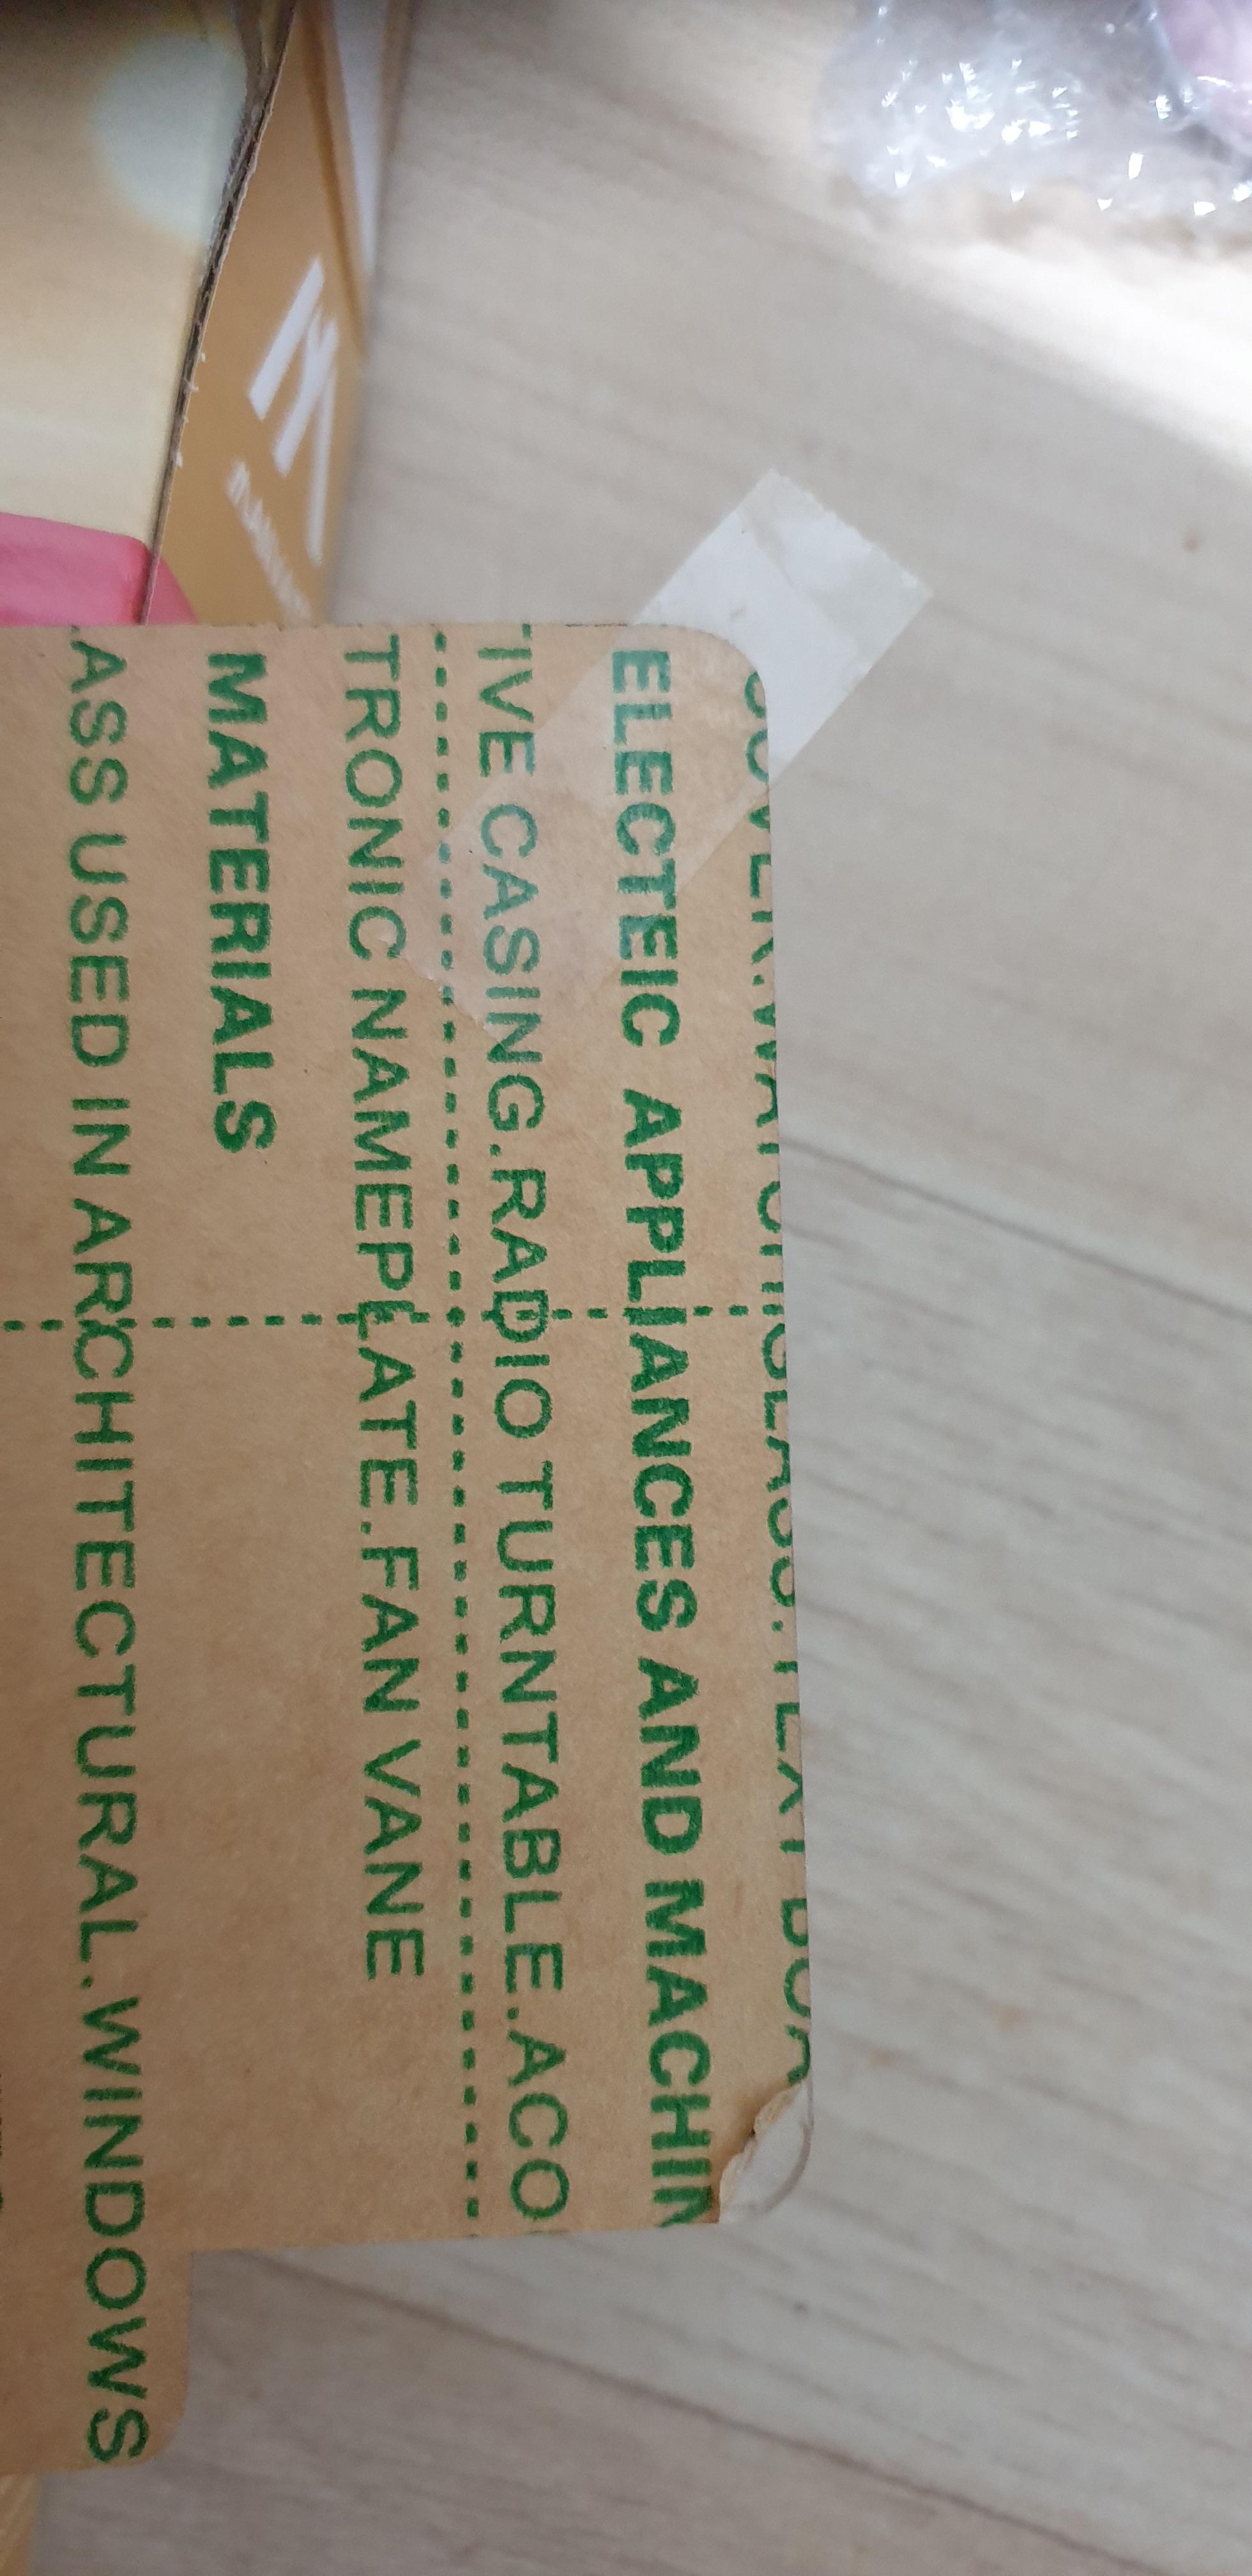 ELECTEIC APPLIANCES AND MACHIN
IVE CASING.RADIO TURNTABLE.ACO
TRONIC NAMEPLATE.FAN VANE
MATERIALS
ASS USED IN ARCHITECTURAL.WINDOWS